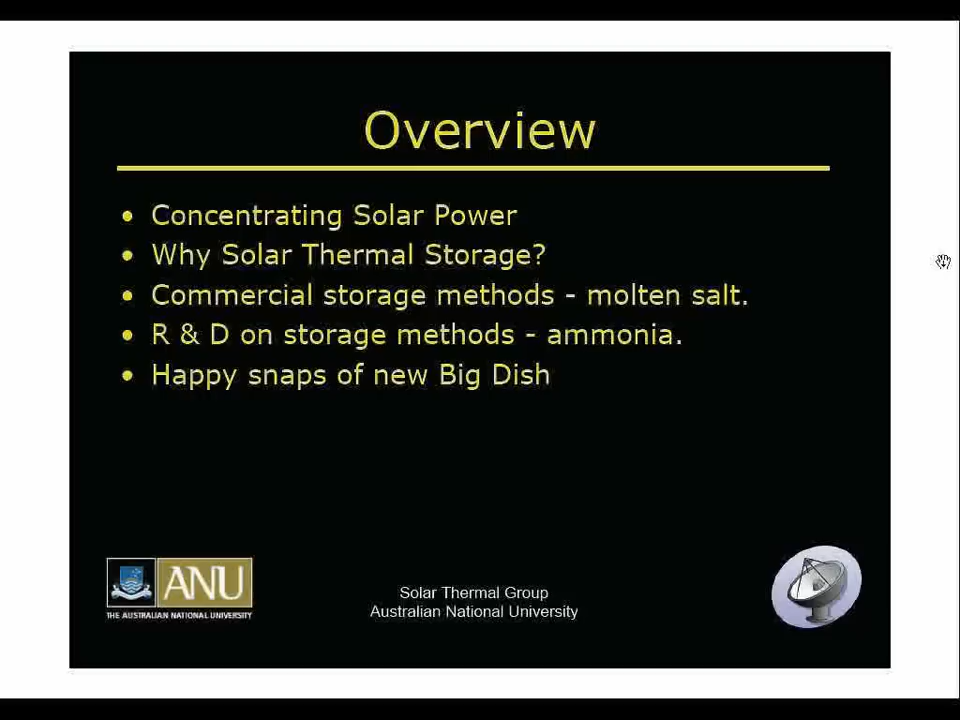 Overview
• Concentrating Solar Power
• Why Solar Thermal Storage?
• Commercial storage methods - molten salt.
• R & D on storage methods - ammonia.
• Happy snaps of new Big Dish
ANU
THE AUSTRALIAN NATIONAL UNIVERSITY
Solar Thermal Group
Australian National University